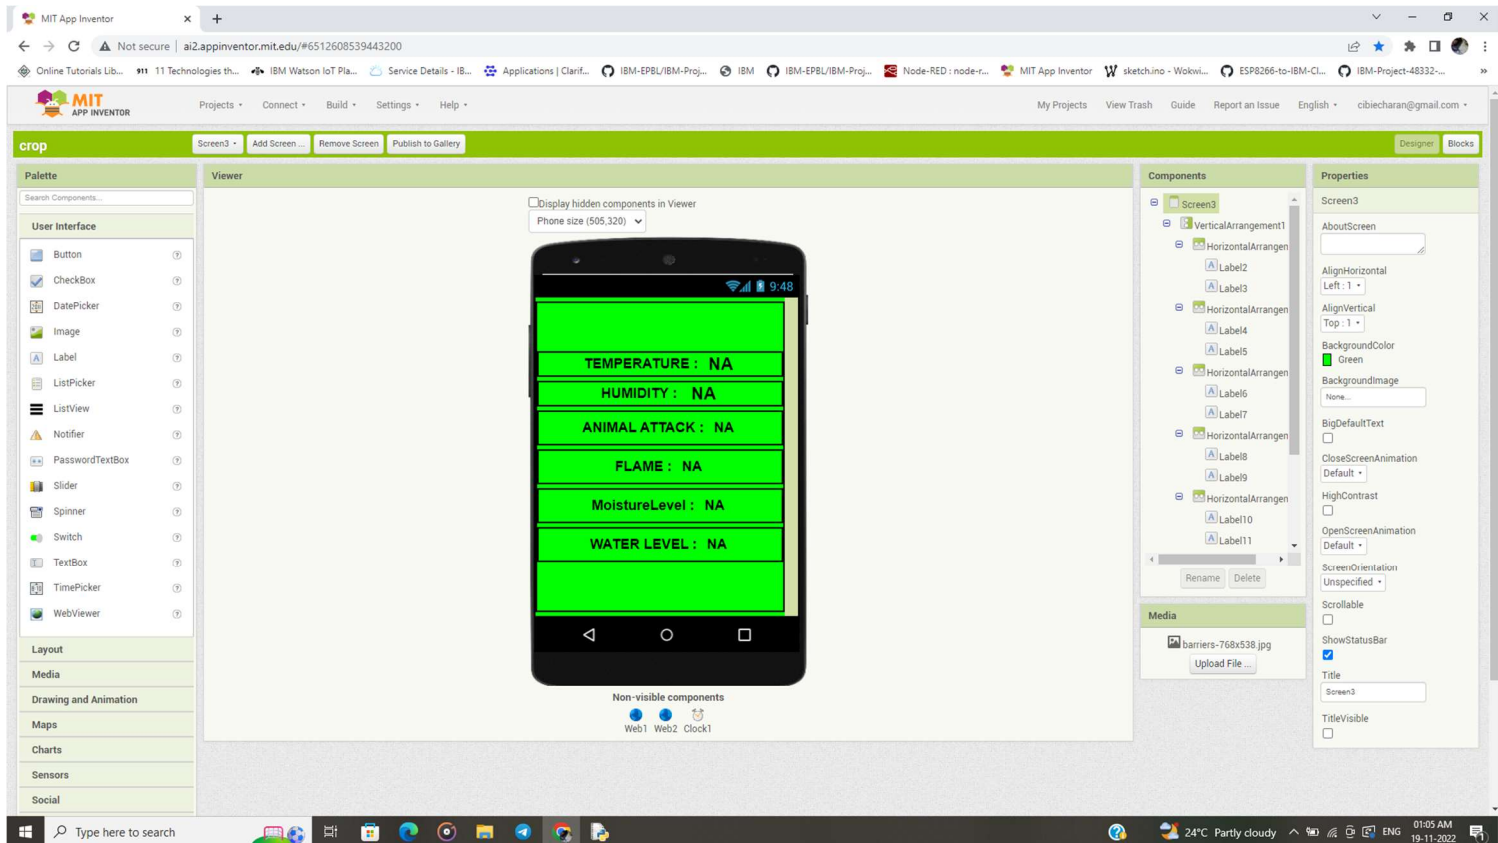 MIT App Inventor
Not secure
ai2.appinventor.mit.edu/#6512608539443200
Online Tutorials Lib...
911 11 Technologies th...
IBM Watson IoT Pla...
Service Details - IB...
Applications | Clarif...
IBM-EPBL/IBM-Proj...
IBM
IBM-EPBL/IBM-Proj...
Node-RED : node-r...
MIT App Inventor
sketch.ino - Wokwi...
ESP8266-to-IBM-Cl...
IBM-Project-48332-...
»
MIT
APP INVENTOR
Projects
Connect
Build
Settings
Help
My Projects
View Trash
Guide
Report an Issue
English
cibiecharan@gmail.com
crop
Screen3
Add Screen ...
Remove Screen
Publish to Gallery
Designer
Blocks
Palette
Search Components...
User Interface
Button
CheckBox
DatePicker
Image
Label
ListPicker
ListView
Notifier
PasswordTextBox
Slider
Spinner
Switch
TextBox
TimePicker
WebViewer
Layout
Media
Drawing and Animation
Maps
Charts
Sensors
Social
Viewer
Display hidden components in Viewer
Phone size (505,320)
9:48
TEMPERATURE : NA
HUMIDITY : NA
ANIMAL ATTACK : NA
FLAME : NA
MoistureLevel : NA
WATER LEVEL : NA
Non-visible components
Web1 Web2 Clock1
Components
Screen3
VerticalArrangement1
HorizontalArrangen
Label2
Label3
HorizontalArrangen
Label4
Label5
HorizontalArrangen
Label6
Label7
HorizontalArrangen
Label8
Label9
HorizontalArrangen
Label10
Label11
Rename
Delete
Media
barriers-768x538.jpg
Upload File ...
Properties
Screen3
AboutScreen
AlignHorizontal
Left : 1
AlignVertical
Top : 1
BackgroundColor
Green
BackgroundImage
None...
BigDefaultText
CloseScreenAnimation
Default
HighContrast
OpenScreenAnimation
Default
ScreenOrientation
Unspecified
Scrollable
ShowStatusBar
Title
Screen3
TitleVisible
Type here to search
24°C Partly cloudy
ENG
01:05 AM
19-11-2022